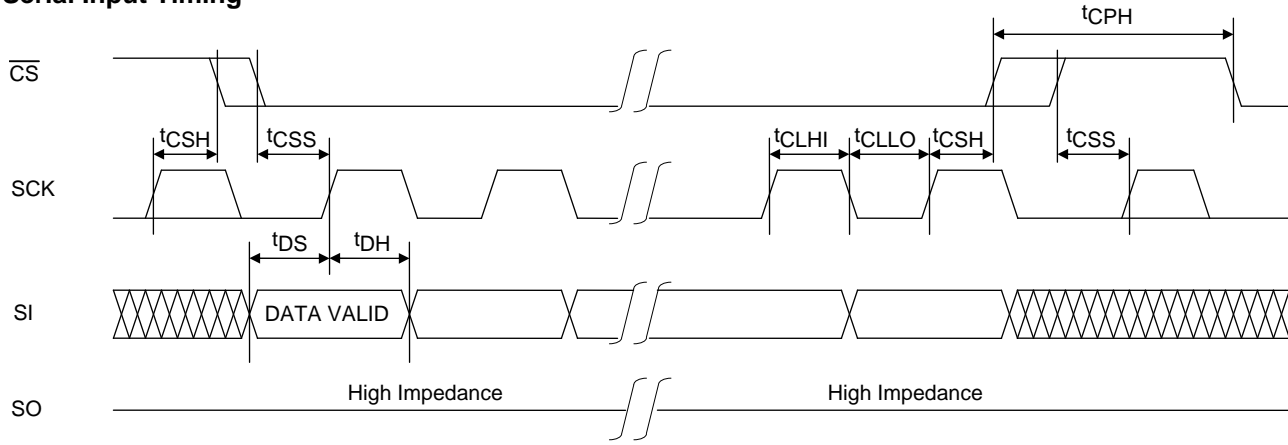 Serial Input Timing
tCPH
CS
tCSH
tCSS
tCLHI
tCLLO
tCSH
tCSS
SCK
tDS
tDH
SI
DATA VALID
High Impedance
High Impedance
SO